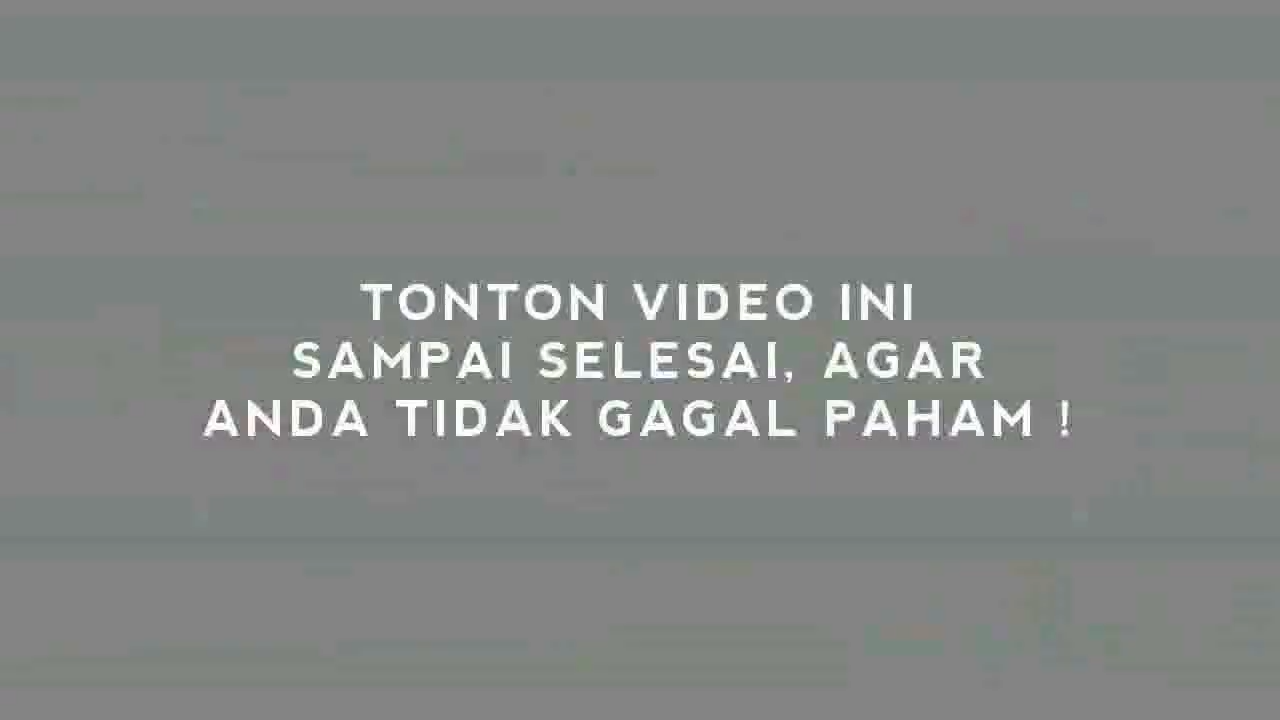 TONTON VIDEO INI
SAMPAI SELESAI, AGAR
ANDA TIDAK GAGAL PAHAM !